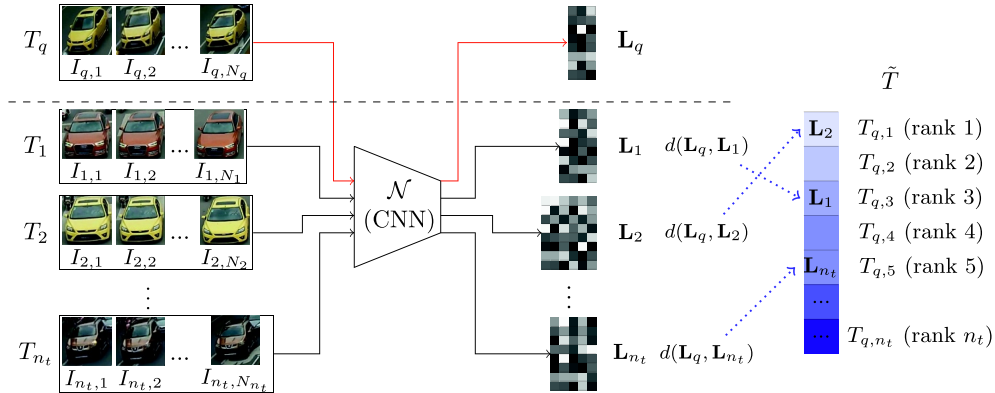 T_q I_{q,1} I_{q,2} ... I_{q,N_q} L_q
T̃
T_1 I_{1,1} I_{1,2} ... I_{1,N_1} L_1 d(L_q, L_1)
T_2 I_{2,1} I_{2,2} ... I_{2,N_2} L_2 d(L_q, L_2)
𝒩
(CNN)
⋮ ⋮
T_{n_t} I_{n_t,1} I_{n_t,2} ... I_{n_t,N_{n_t}} L_{n_t} d(L_q, L_{n_t})
L_2 T_{q,1} (rank 1)
T_{q,2} (rank 2)
L_1 T_{q,3} (rank 3)
T_{q,4} (rank 4)
L_{n_t} T_{q,5} (rank 5)
...
... T_{q,n_t} (rank n_t)